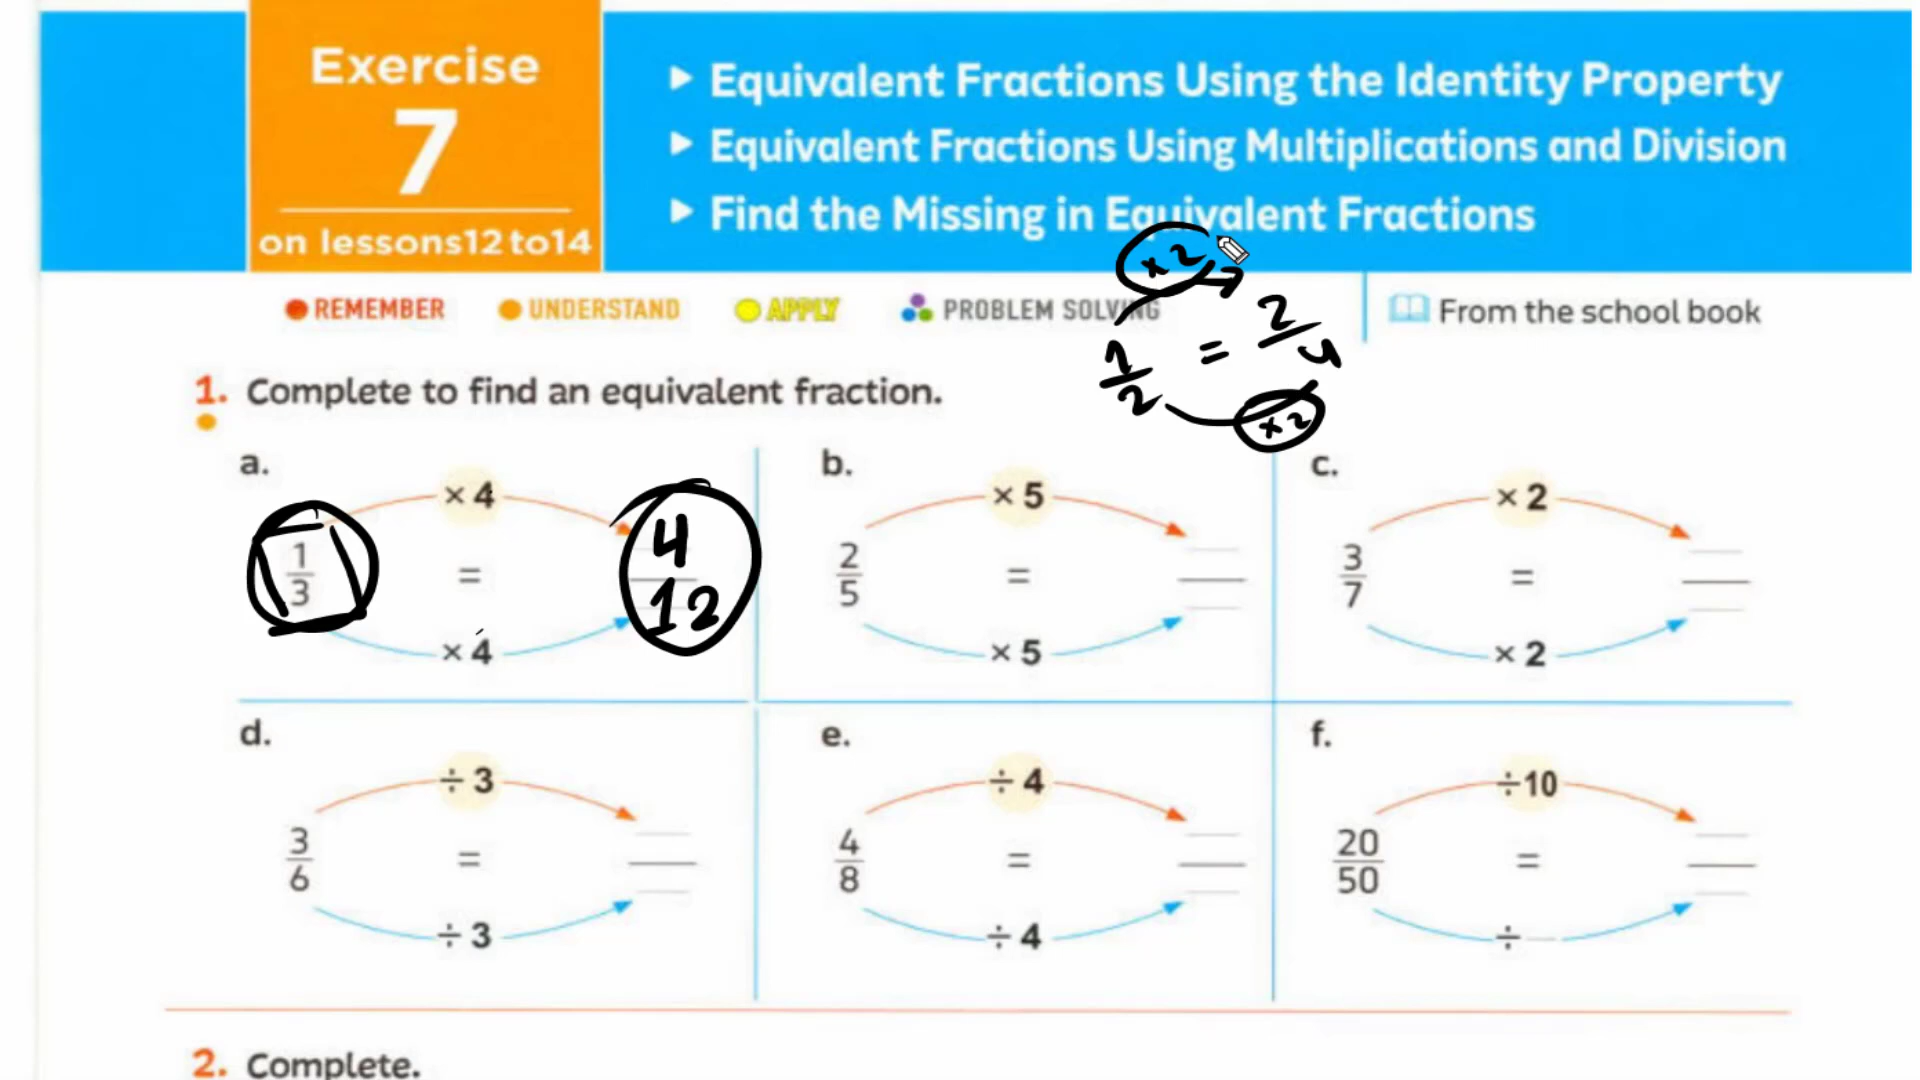 Exercise
7
on lessons12to14
▶ Equivalent Fractions Using the Identity Property
▶ Equivalent Fractions Using Multiplications and Division
▶ Find the Missing in Equivalent Fractions
REMEMBER UNDERSTAND APPLY PROBLEM SOLVING From the school book
×2
1/2 = 2/4
×2
1. Complete to find an equivalent fraction.
a.
× 4
1/3 = 4/12
× 4
b.
× 5
2/5 =
× 5
c.
× 2
3/7 =
× 2
d.
÷ 3
3/6 =
÷ 3
e.
÷ 4
4/8 =
÷ 4
f.
÷10
20/50 =
÷
2. Complete.